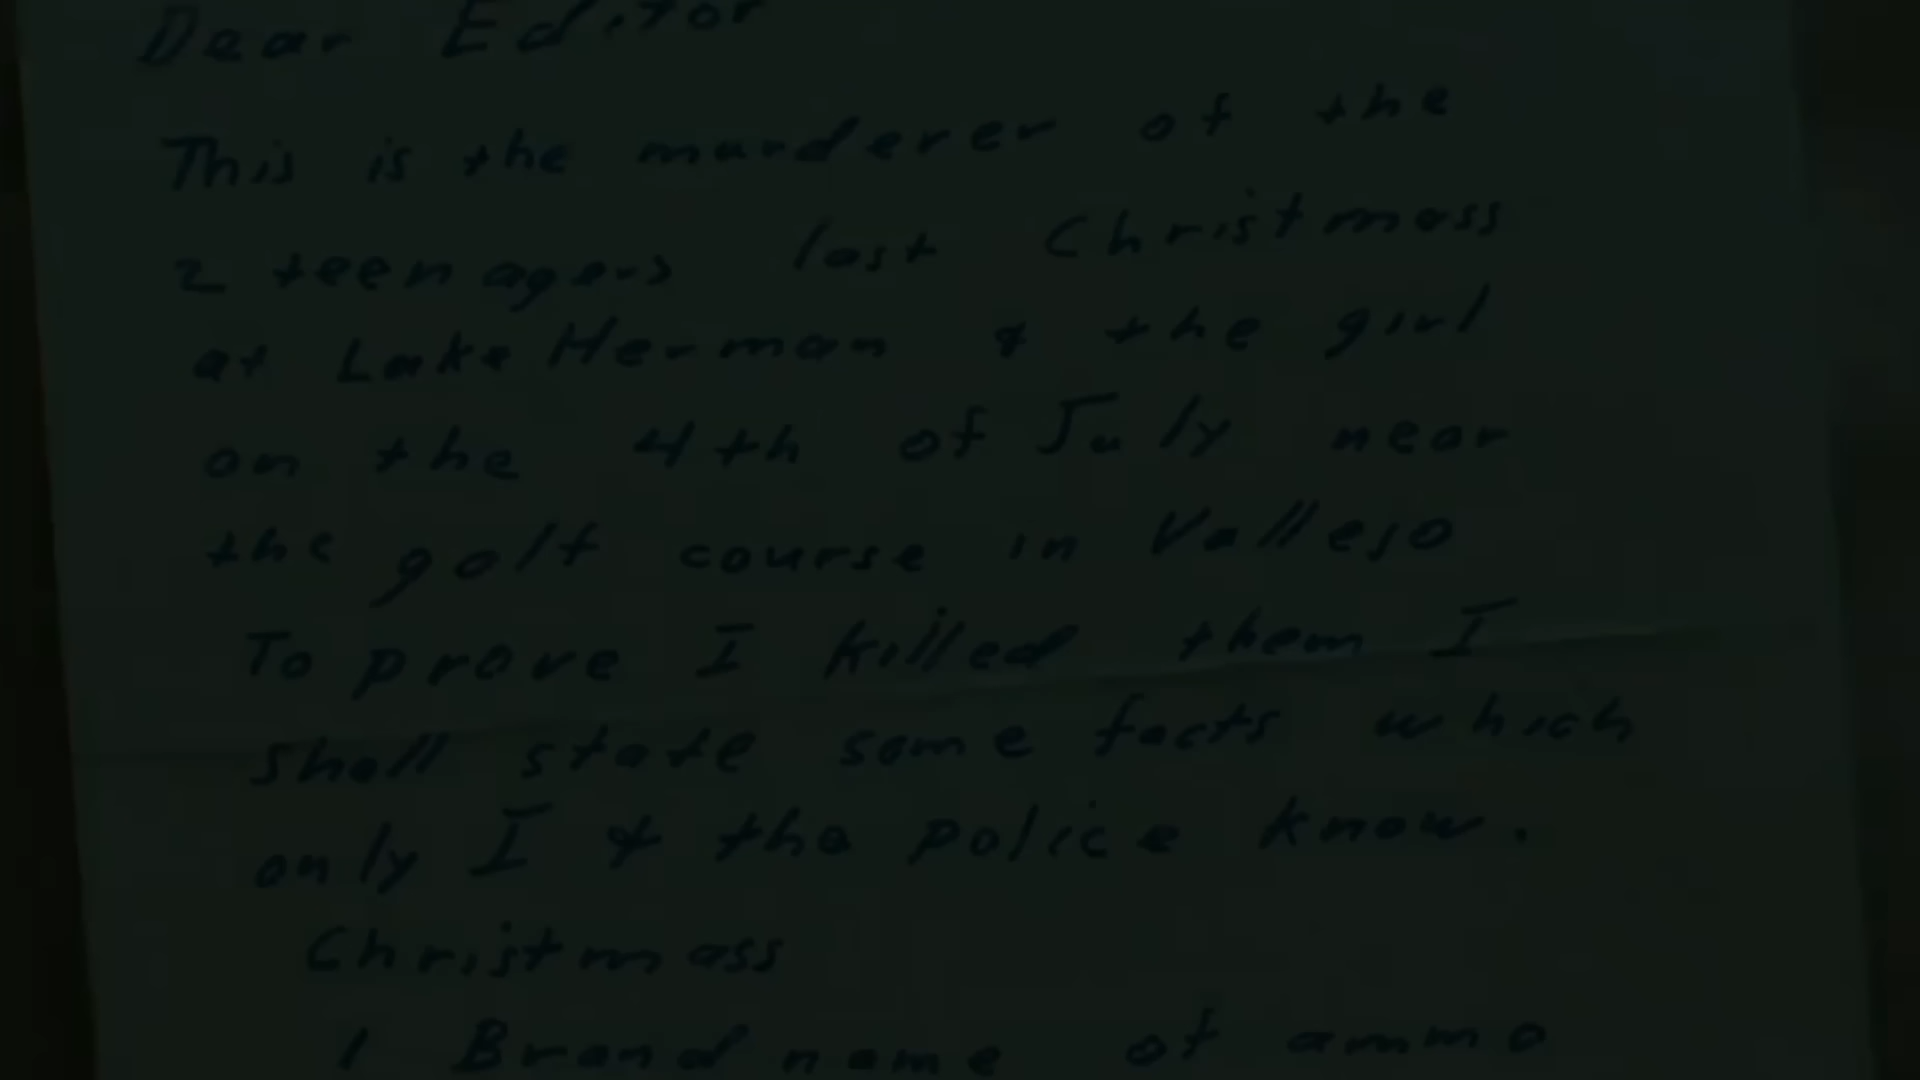 Dear Editor
This is the murderer of the
2 teenagers last Christmass
at Lake Herman & the girl
on the 4th of July near
the golf course in Vallejo
To prove I killed them I
shall state some facts which
only I & the police know.
Christmass
1 Brand name of ammo